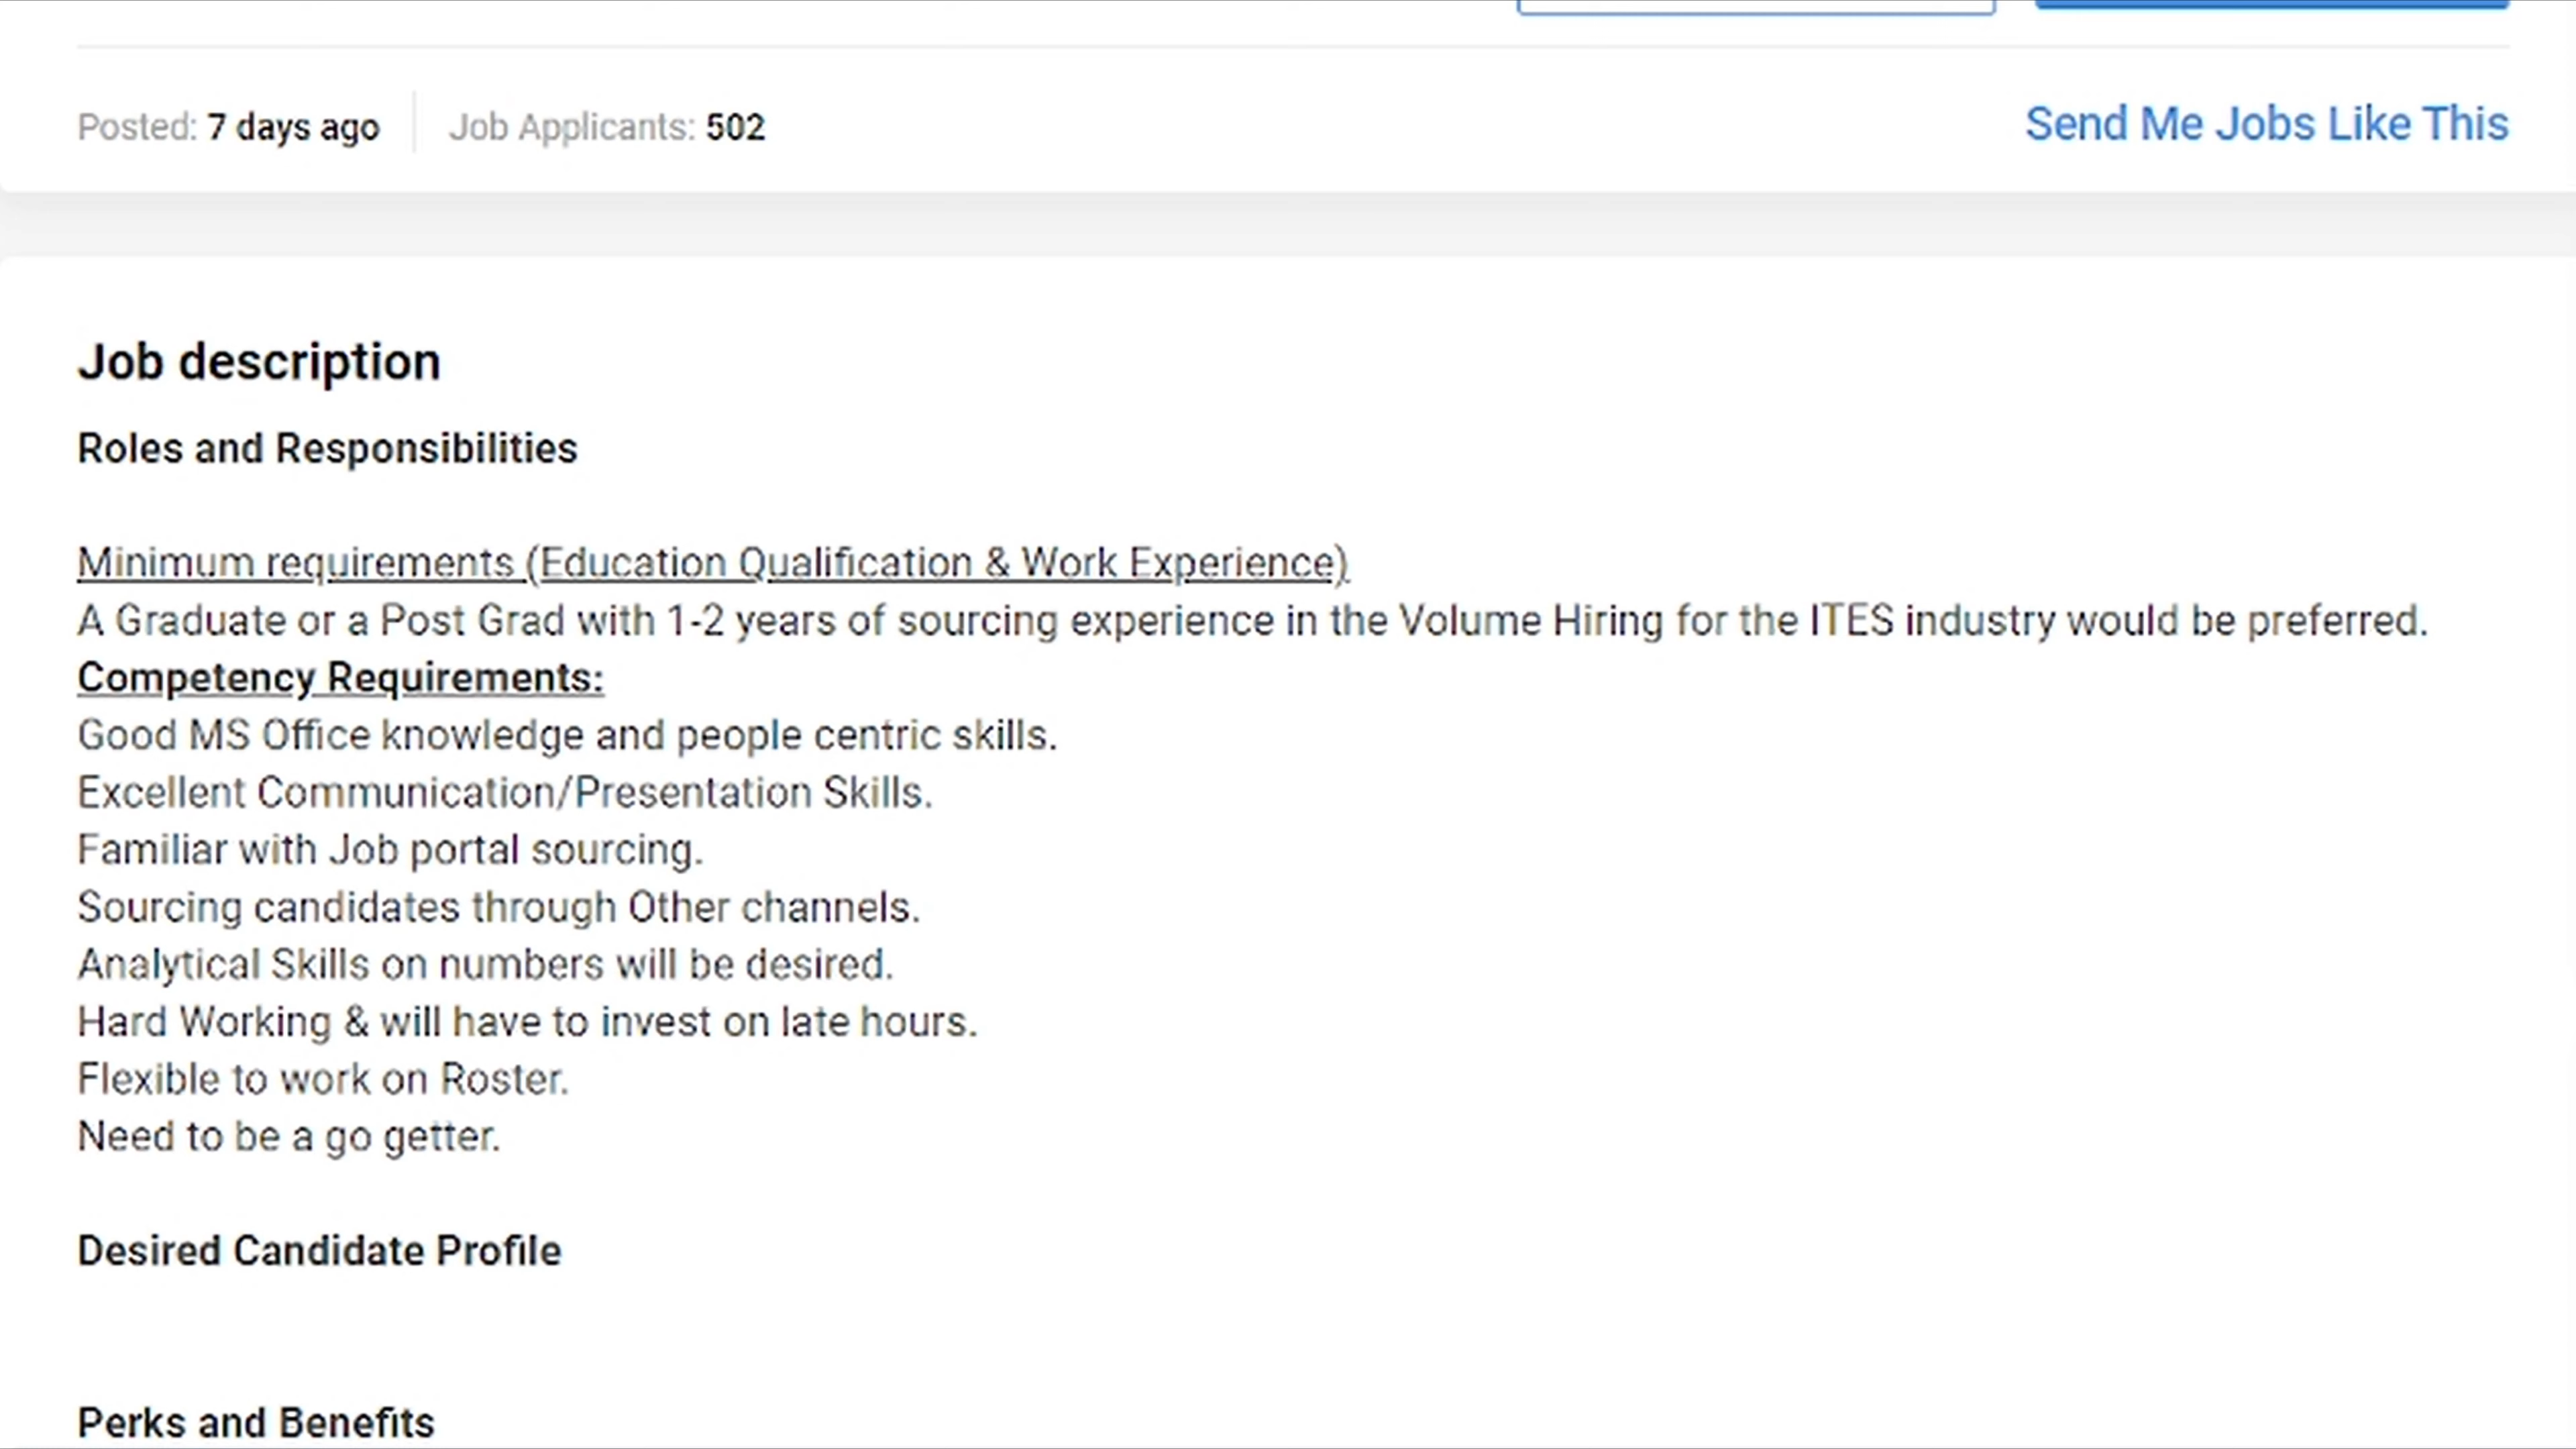 Posted: 7 days ago Job Applicants: 502 Send Me Jobs Like This
Job description
Roles and Responsibilities
Minimum requirements (Education Qualification & Work Experience)
A Graduate or a Post Grad with 1-2 years of sourcing experience in the Volume Hiring for the ITES industry would be preferred.
Competency Requirements:
Good MS Office knowledge and people centric skills.
Excellent Communication/Presentation Skills.
Familiar with Job portal sourcing.
Sourcing candidates through Other channels.
Analytical Skills on numbers will be desired.
Hard Working & will have to invest on late hours.
Flexible to work on Roster.
Need to be a go getter.
Desired Candidate Profile
Perks and Benefits